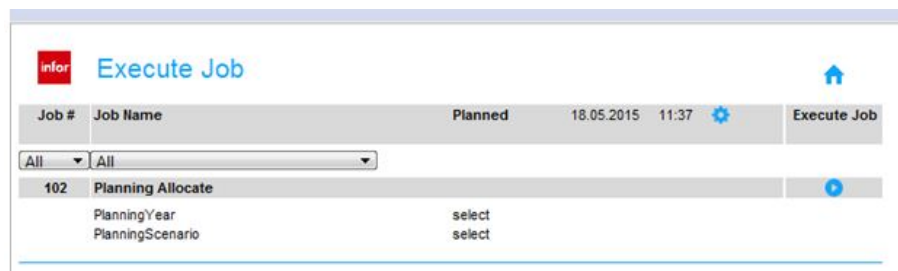 infor Execute Job
Job # Job Name Planned 18.05.2015 11:37 Execute Job
All All
102 Planning Allocate
PlanningYear select
PlanningScenario select